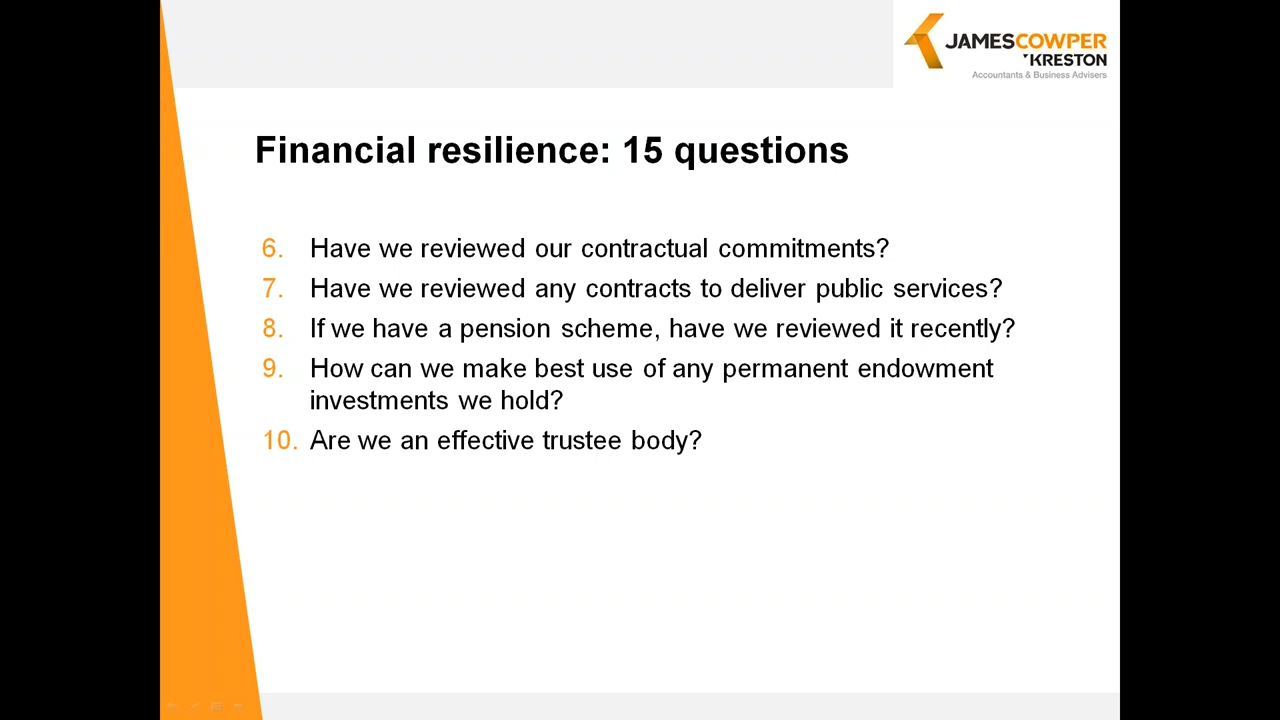 JAMESCOWPER
KRESTON
Accountants & Business Advisers
Financial resilience: 15 questions
6. Have we reviewed our contractual commitments?
7. Have we reviewed any contracts to deliver public services?
8. If we have a pension scheme, have we reviewed it recently?
9. How can we make best use of any permanent endowment
investments we hold?
10. Are we an effective trustee body?